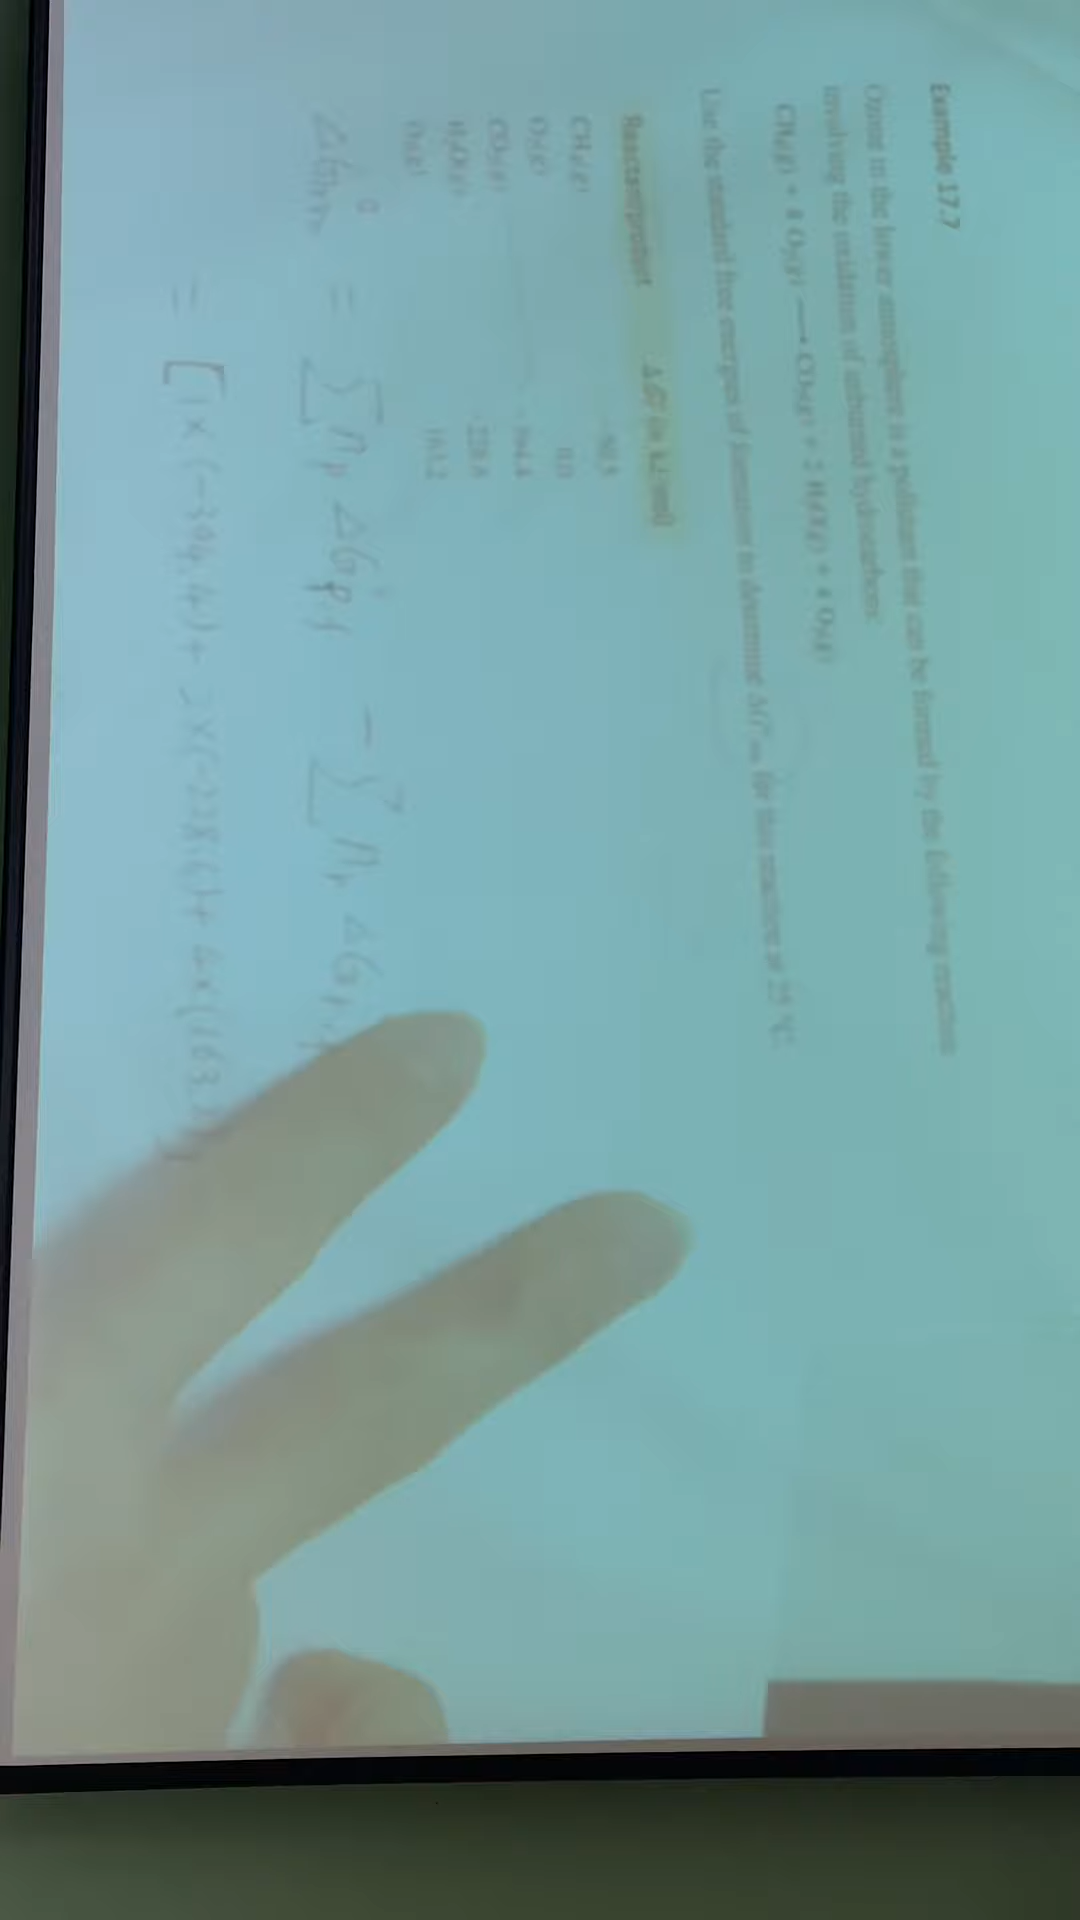 Example 17.7
Ozone in the lower atmosphere is a pollutant that can be formed by the following reaction
involving the oxidation of unburned hydrocarbons:
CH₄(g) + 8 O₂(g) ⟶ CO₂(g) + 2 H₂O(g) + 4 O₃(g)
Use the standard free energies of formation to determine ΔG°rxn for this reaction at 25 °C.
Reactant/product ΔG°f (in kJ/mol)
CH₄(g) -50.5
O₂(g) 0.0
CO₂(g) -394.4
H₂O(g) -228.6
O₃(g) 163.2
ΔG°rxn = ∑ nₚ ΔG°f - ∑ nᵣ ΔG
= [1×(-394.4) + 2×(-228.6) + 4×(163.